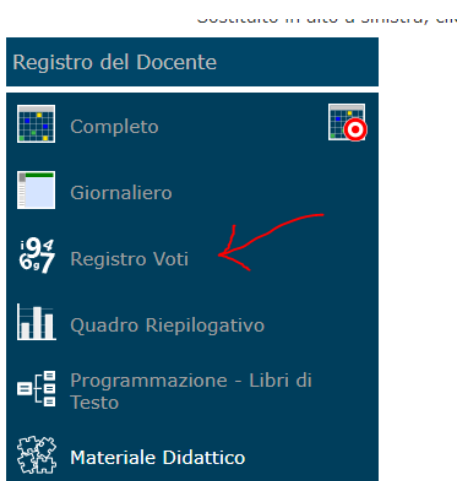 Registro del Docente
Completo
Giornaliero
Registro Voti
Quadro Riepilogativo
Programmazione - Libri di
Testo
Materiale Didattico